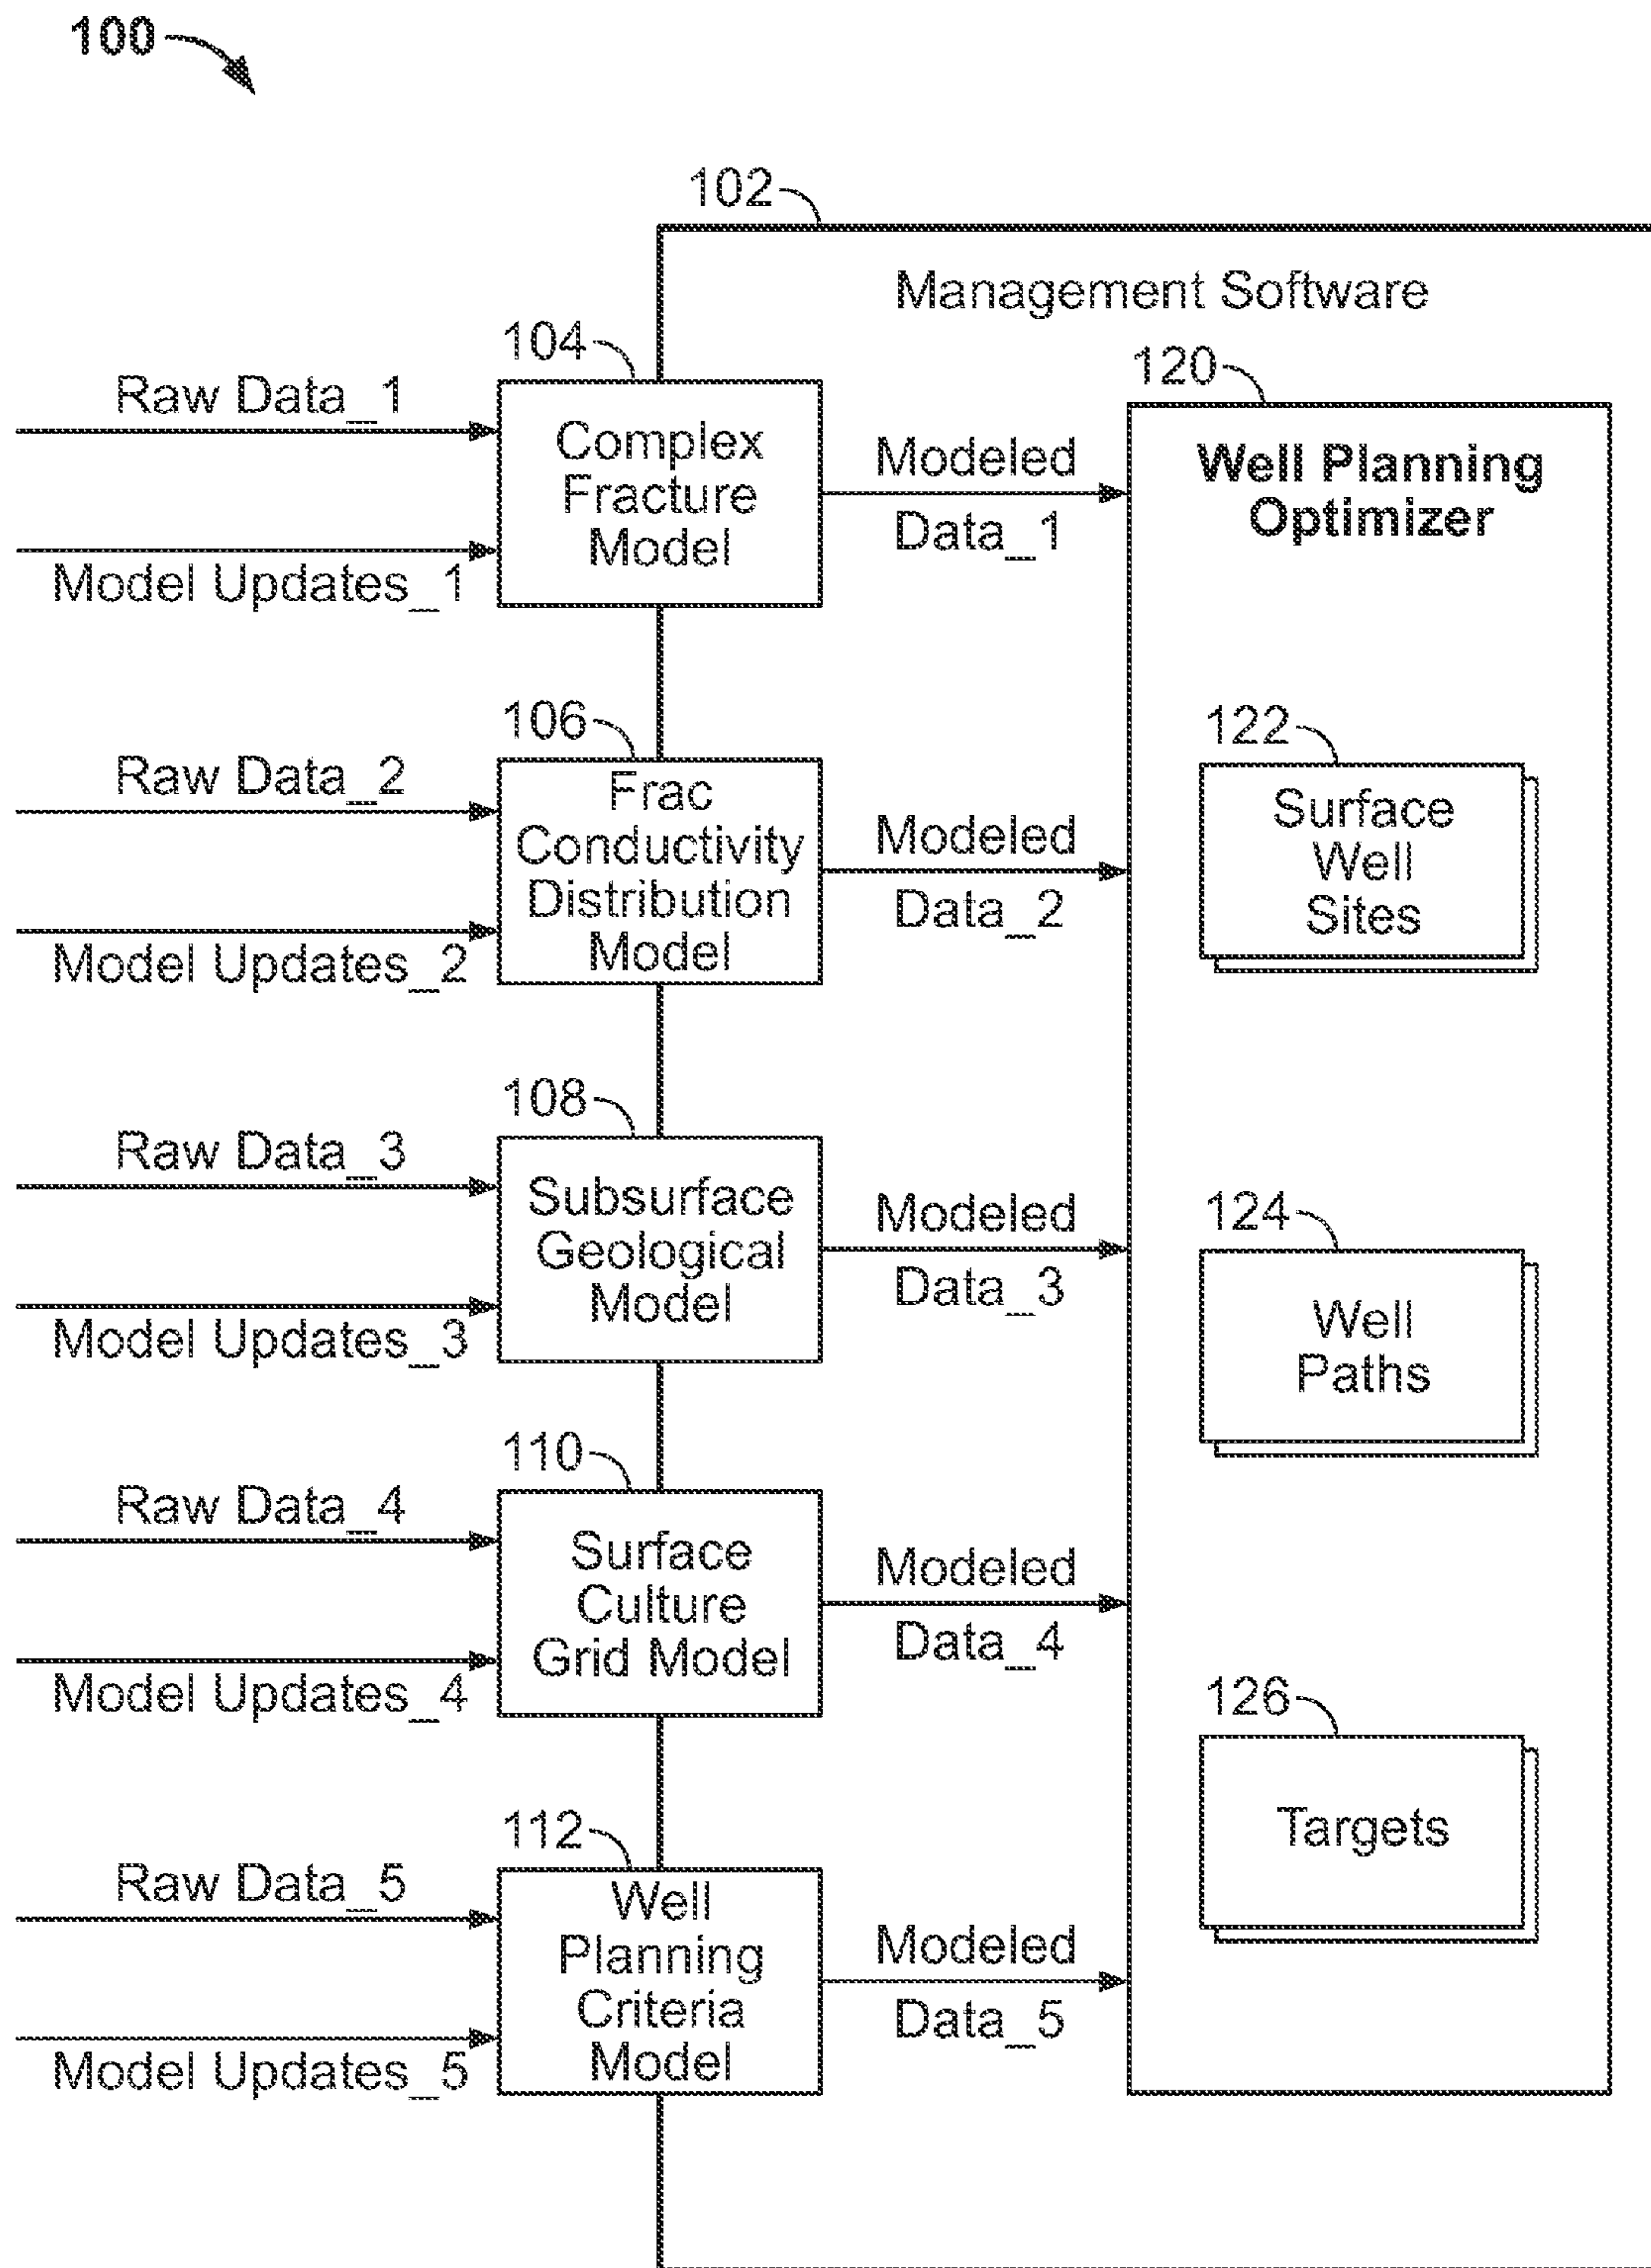 100
102
Management Software
104
120
Raw Data_1
Complex
Fracture
Model
Modeled
Data_1
Model Updates_1
Well Planning
Optimizer
106
122
Raw Data_2
Frac
Conductivity
Distribution
Model
Modeled
Data_2
Model Updates_2
Surface
Well
Sites
108
124
Raw Data_3
Subsurface
Geological
Model
Modeled
Data_3
Model Updates_3
Well
Paths
110
126
Raw Data_4
Surface
Culture
Grid Model
Modeled
Data_4
Model Updates_4
Targets
112
Raw Data_5
Well
Planning
Criteria
Model
Modeled
Data_5
Model Updates_5